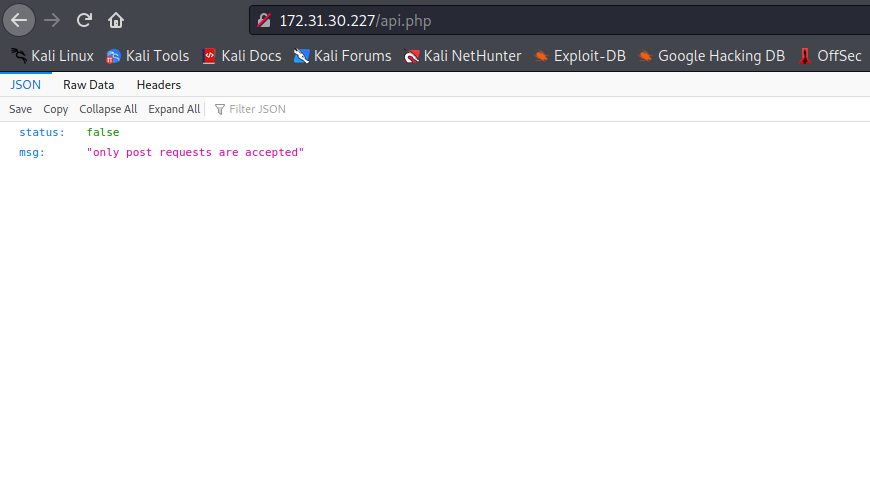 172.31.30.227/api.php
Kali Linux Kali Tools Kali Docs Kali Forums Kali NetHunter Exploit-DB Google Hacking DB OffSec
JSON Raw Data Headers
Save Copy Collapse All Expand All Filter JSON
status: false
msg: "only post requests are accepted"